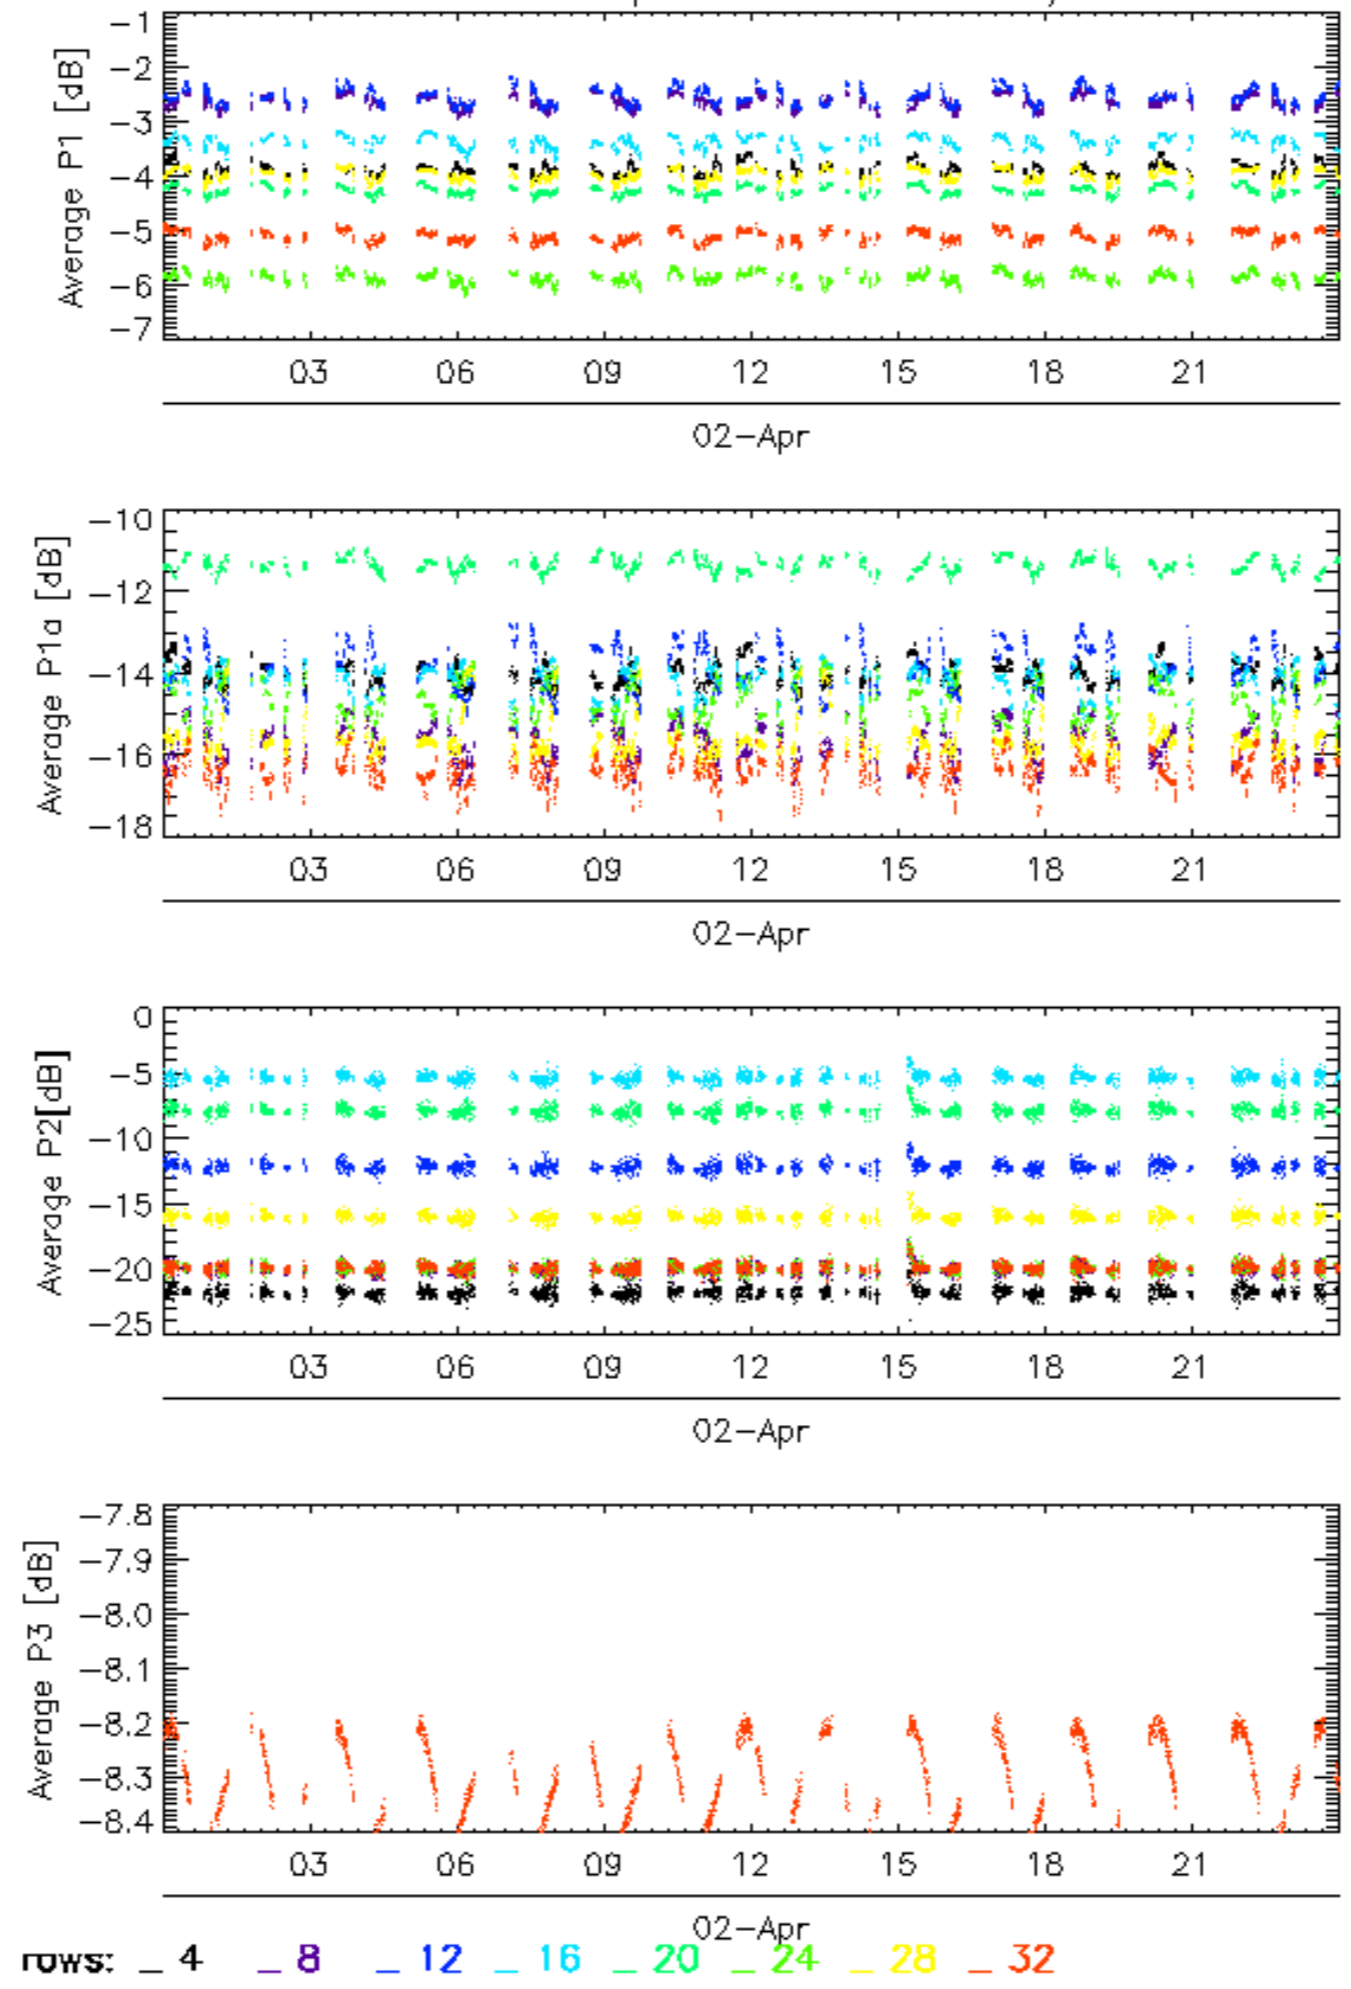 Average P1 [dB]
-1
-2
-3
-4
-5
-6
-7
03 06 09 12 15 18 21
02-Apr
Average P1a [dB]
-10
-12
-14
-16
-18
03 06 09 12 15 18 21
02-Apr
Average P2[dB]
0
-5
-10
-15
-20
-25
03 06 09 12 15 18 21
02-Apr
Average P3 [dB]
-7.8
-7.9
-8.0
-8.1
-8.2
-8.3
-8.4
03 06 09 12 15 18 21
02-Apr
rows: _ 4 _ 8 _ 12 _ 16 _ 20 _ 24 _ 28 _ 32